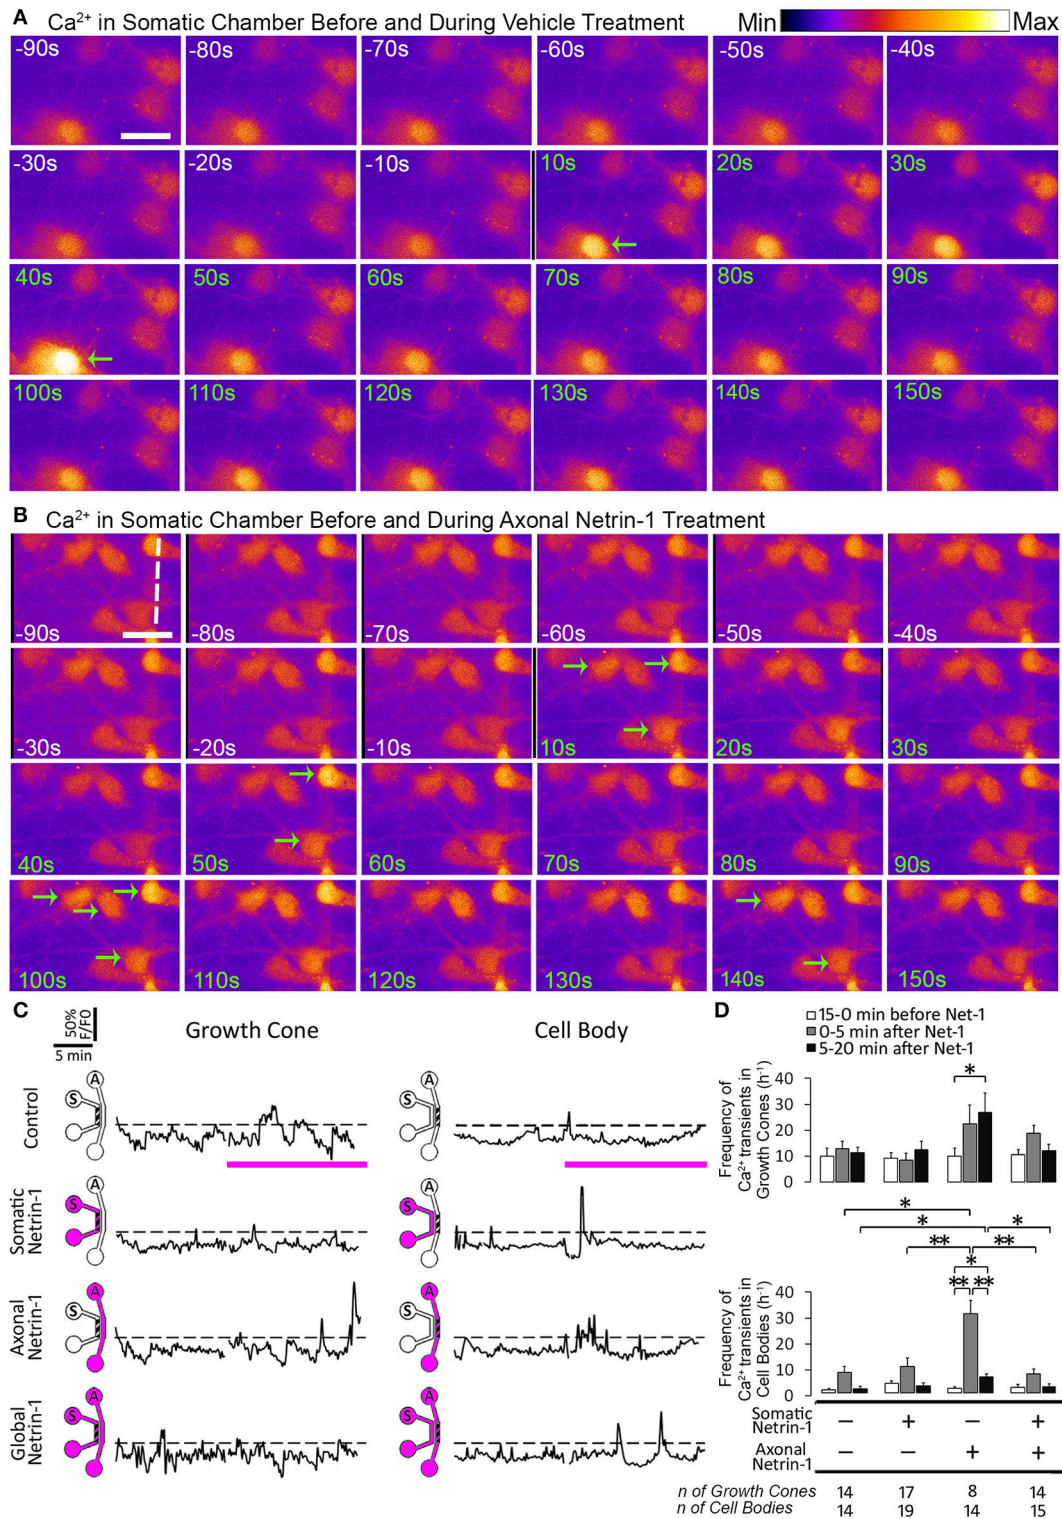 A Ca2+ in Somatic Chamber Before and During Vehicle Treatment Min Max
-90s -80s -70s -60s -50s -40s
-30s -20s -10s 10s 20s 30s
40s 50s 60s 70s 80s 90s
100s 110s 120s 130s 140s 150s
B Ca2+ in Somatic Chamber Before and During Axonal Netrin-1 Treatment
-90s -80s -70s -60s -50s -40s
-30s -20s -10s 10s 20s 30s
40s 50s 60s 70s 80s 90s
100s 110s 120s 130s 140s 150s
C
50%
F/F0
5 min
Growth Cone Cell Body
Control
A
S
A
S
Somatic
Netrin-1
A
S
A
S
Axonal
Netrin-1
A
S
A
S
Global
Netrin-1
A
S
A
S
D
15-0 min before Net-1
0-5 min after Net-1
5-20 min after Net-1
Frequency of
Ca2+ transients in
Growth Cones (h-1)
40
30
20
10
0
*
*
* *
** **
*
** **
Frequency of
Ca2+ transients in
Cell Bodies (h-1)
40
30
20
10
0
Somatic
Netrin-1 – + – +
Axonal
Netrin-1 – – + +
n of Growth Cones 14 17 8 14
n of Cell Bodies 14 19 14 15